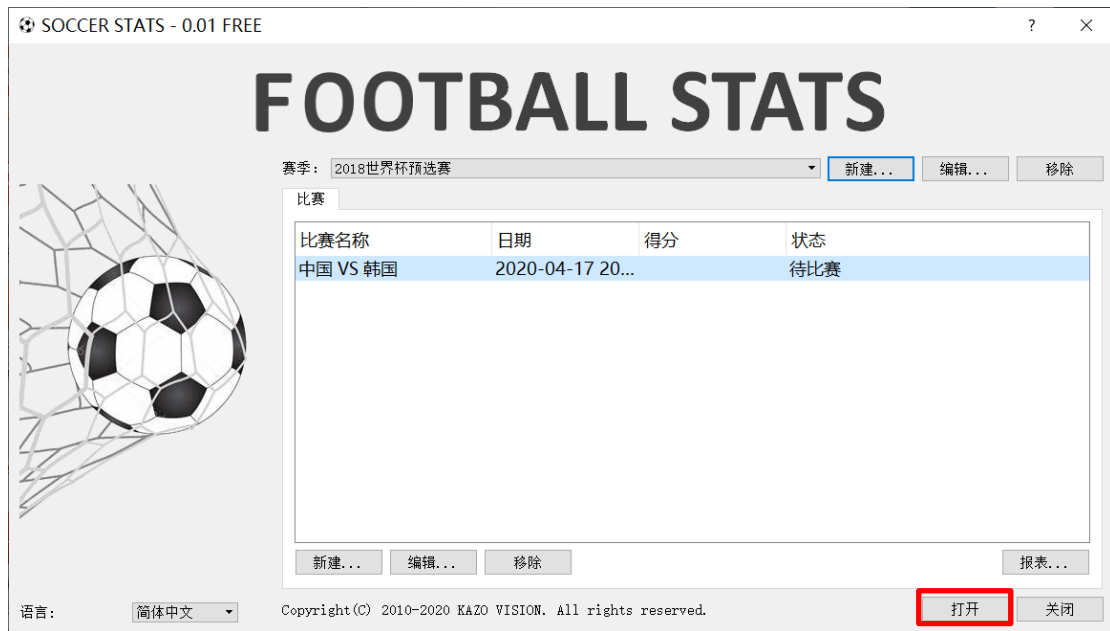 SOCCER STATS - 0.01 FREE ?
FOOTBALL STATS
赛季： 2018世界杯预选赛 新建... 编辑... 移除
比赛
比赛名称 日期 得分 状态
中国 VS 韩国 2020-04-17 20... 待比赛
新建... 编辑... 移除 报表...
语言： 简体中文 Copyright(C) 2010-2020 KAZO VISION. All rights reserved. 打开 关闭